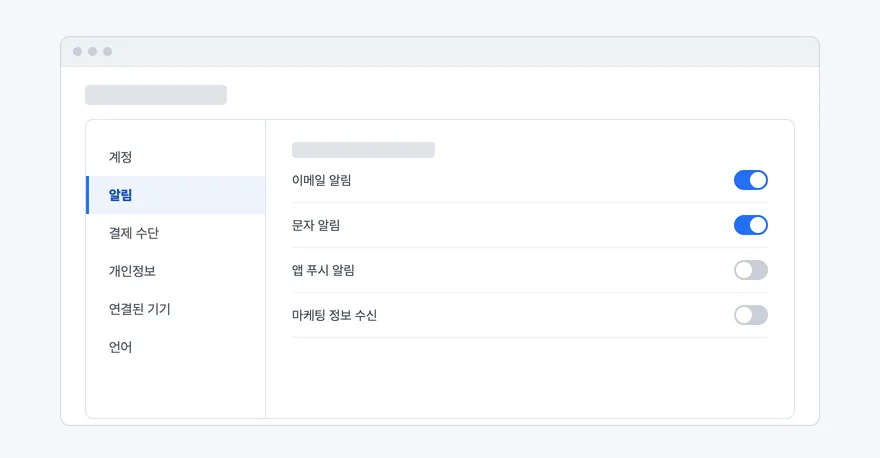 계정
알림
결제 수단
개인정보
연결된 기기
언어
이메일 알림
문자 알림
앱 푸시 알림
마케팅 정보 수신